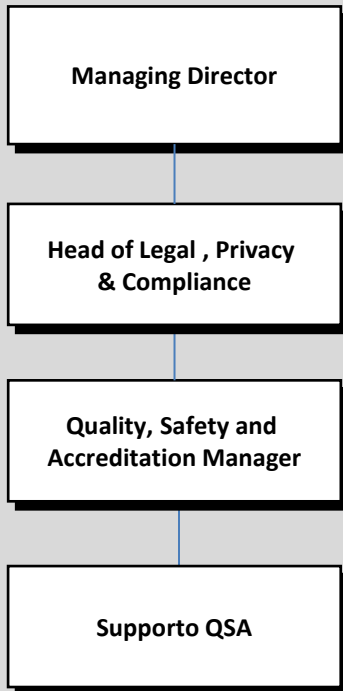 Managing Director
Head of Legal , Privacy
& Compliance
Quality, Safety and
Accreditation Manager
Supporto QSA